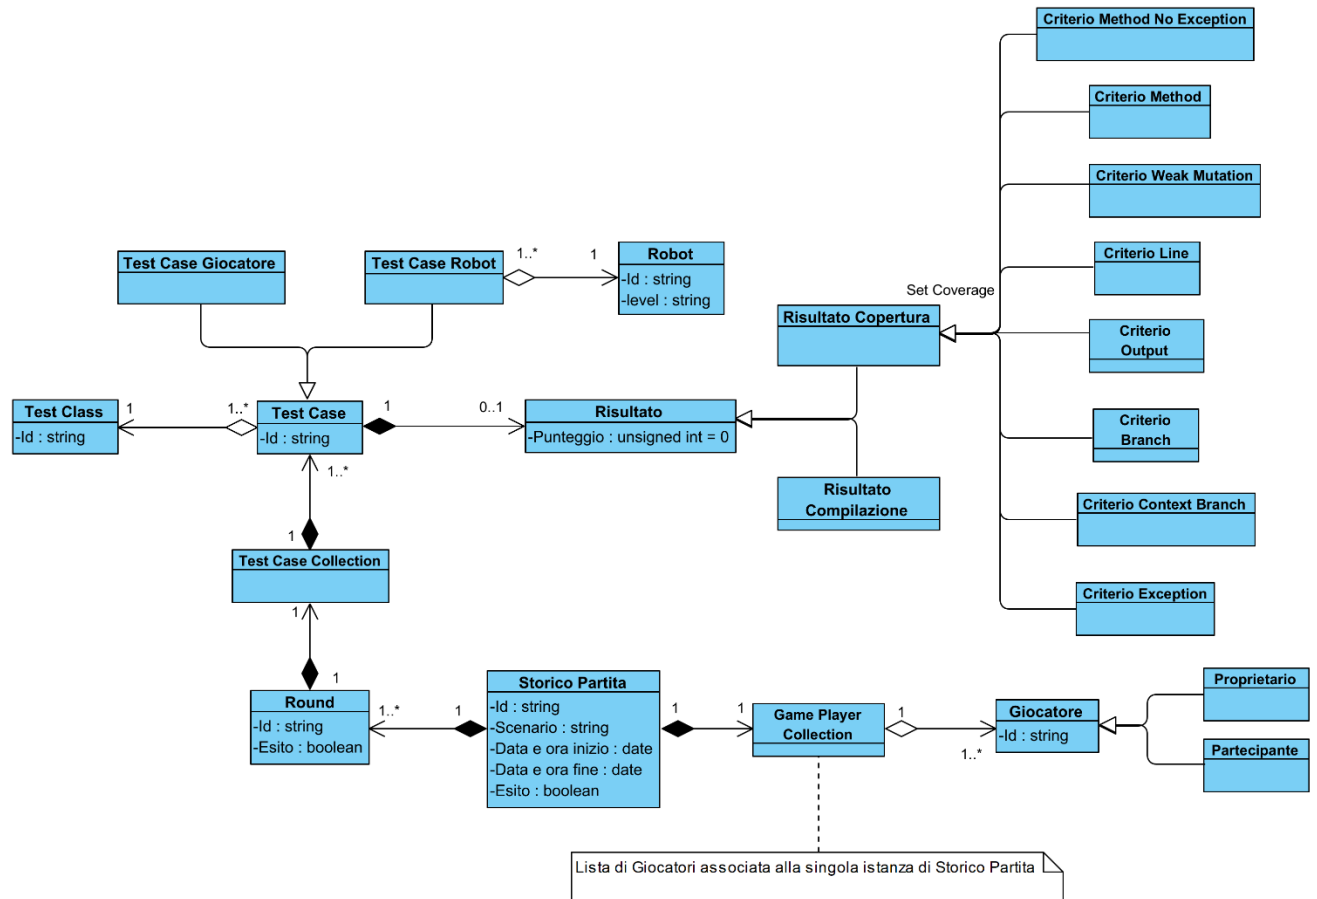 Criterio Method No Exception
Criterio Method
Criterio Weak Mutation
Test Case Giocatore
Test Case Robot
1..*
1
Robot
-Id : string
-level : string
Criterio Line
Set Coverage
Risultato Copertura
Criterio
Output
Test Class
-Id : string
1
1..*
Test Case
-Id : string
1
0..1
Risultato
-Punteggio : unsigned int = 0
Criterio
Branch
1..*
Risultato
Compilazione
Criterio Context Branch
1
Test Case Collection
Criterio Exception
1
1
Round
-Id : string
-Esito : boolean
1..*
1
Storico Partita
-Id : string
-Scenario : string
-Data e ora inizio : date
-Data e ora fine : date
-Esito : boolean
1
1
Game Player
Collection
1
1..*
Giocatore
-Id : string
Proprietario
Partecipante
Lista di Giocatori associata alla singola istanza di Storico Partita